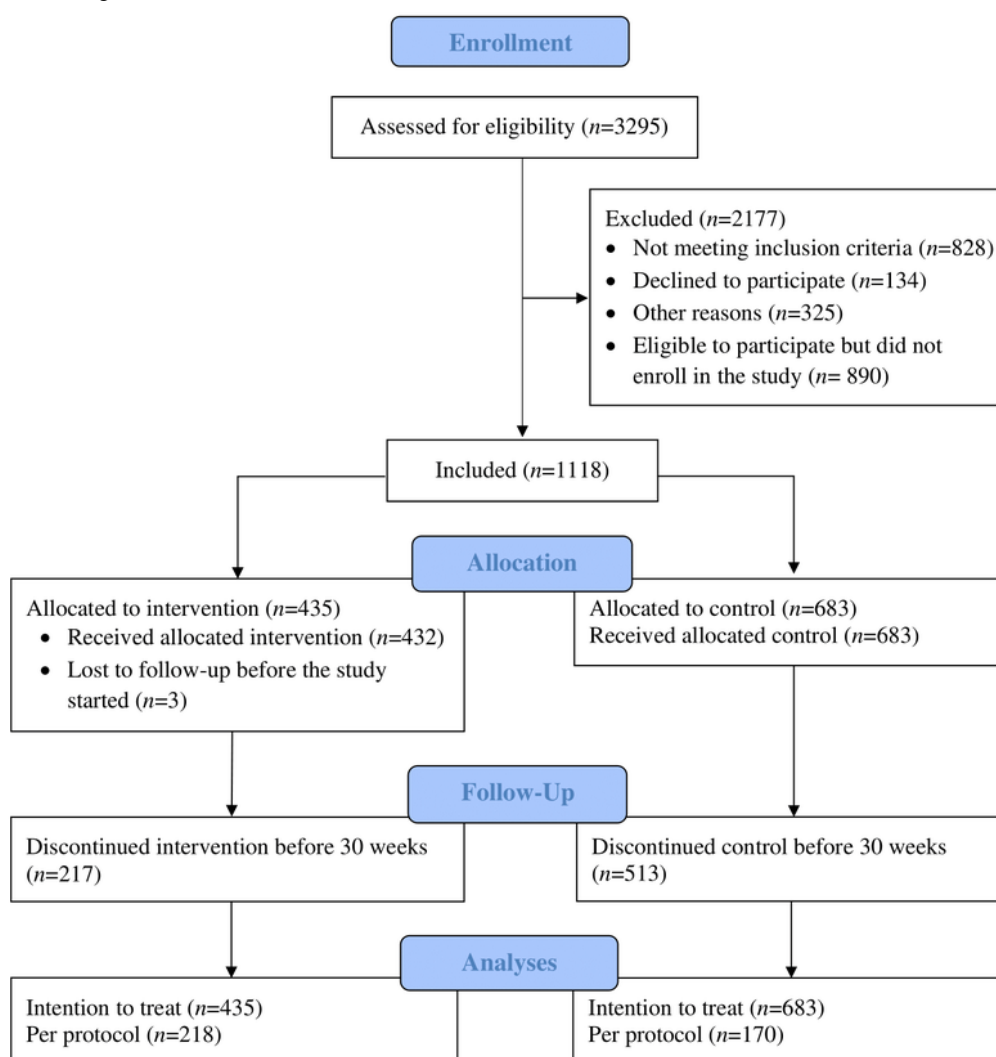 Enrollment
Assessed for eligibility (n=3295)
Excluded (n=2177)
• Not meeting inclusion criteria (n=828)
• Declined to participate (n=134)
• Other reasons (n=325)
• Eligible to participate but did not
enroll in the study (n= 890)
Included (n=1118)
Allocation
Allocated to intervention (n=435)
• Received allocated intervention (n=432)
• Lost to follow-up before the study
started (n=3)
Allocated to control (n=683)
Received allocated control (n=683)
Follow-Up
Discontinued intervention before 30 weeks
(n=217)
Discontinued control before 30 weeks
(n=513)
Analyses
Intention to treat (n=435)
Per protocol (n=218)
Intention to treat (n=683)
Per protocol (n=170)